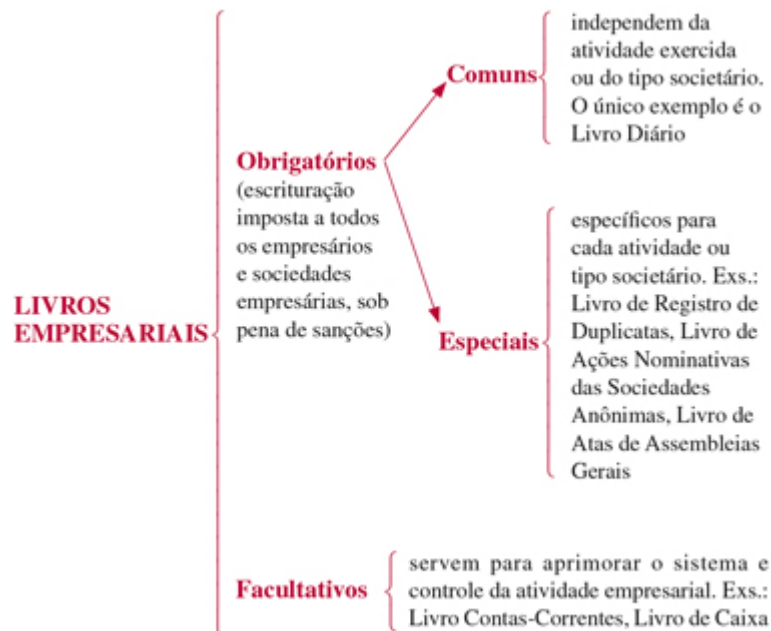 LIVROS
EMPRESARIAIS
Obrigatórios
(escrituração
imposta a todos
os empresários
e sociedades
empresárias, sob
pena de sanções)
Comuns
independem da
atividade exercida
ou do tipo societário.
O único exemplo é o
Livro Diário
Especiais
específicos para
cada atividade ou
tipo societário. Exs.:
Livro de Registro de
Duplicatas, Livro de
Ações Nominativas
das Sociedades
Anônimas, Livro de
Atas de Assembleias
Gerais
Facultativos
servem para aprimorar o sistema e
controle da atividade empresarial. Exs.:
Livro Contas-Correntes, Livro de Caixa